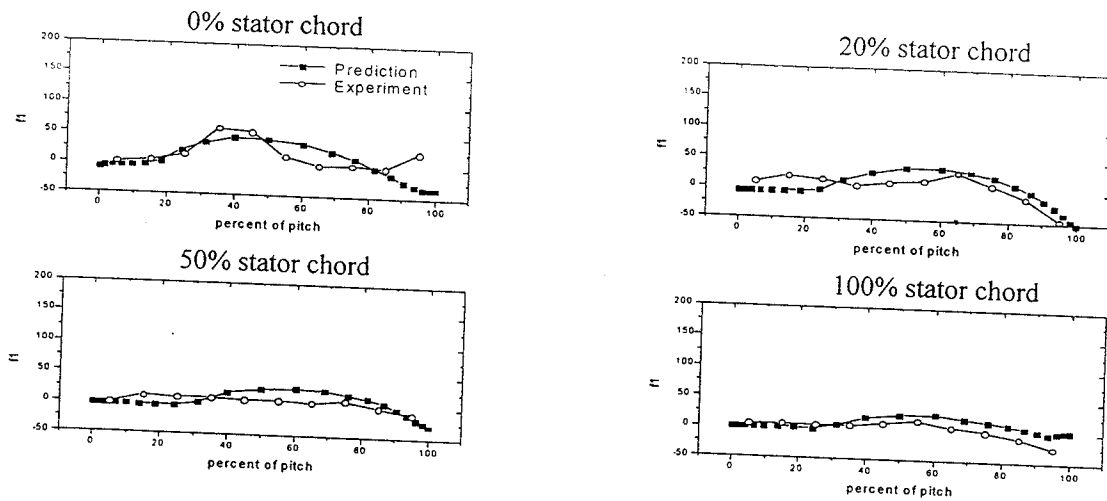 0% stator chord
200
150
100
50
0
-50
f1
Prediction
Experiment
0 20 40 60 80 100
percent of pitch
20% stator chord
200
150
100
50
0
-50
f1
0 20 40 60 80 100
percent of pitch
50% stator chord
200
150
100
50
0
-50
f1
0 20 40 60 80 100
percent of pitch
100% stator chord
200
150
100
50
0
-50
f1
0 20 40 60 80 100
percent of pitch